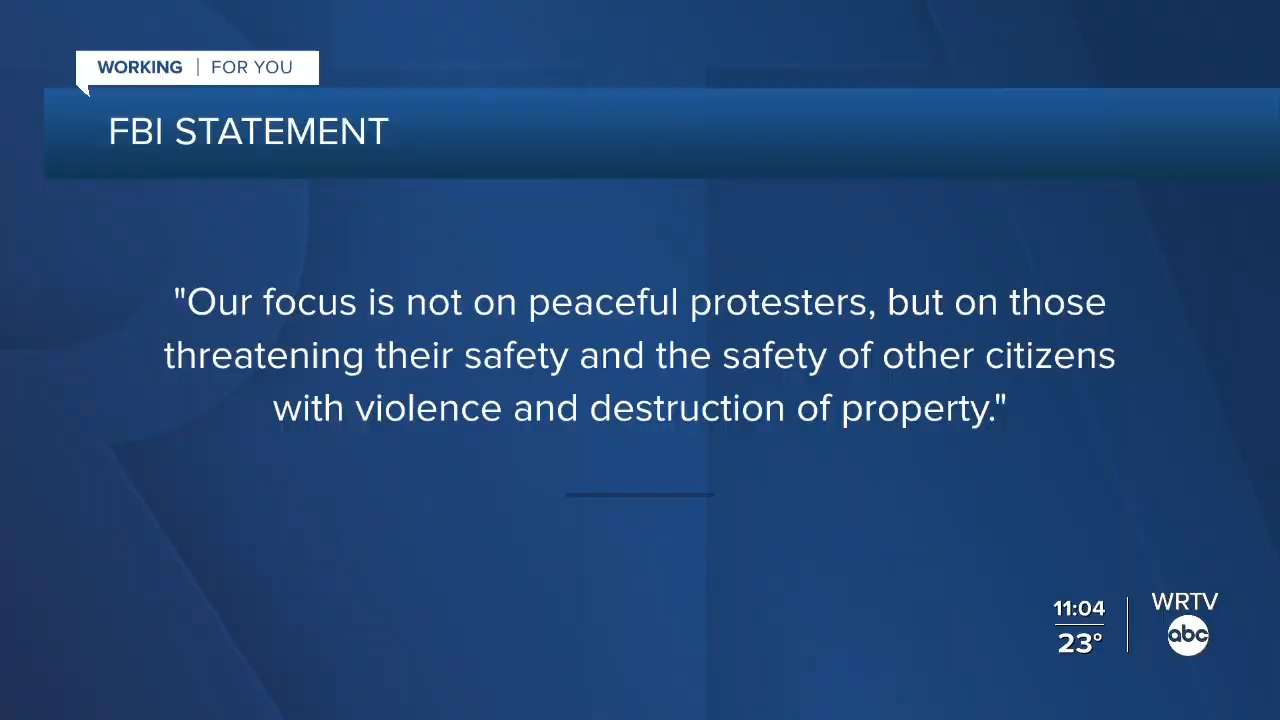 WORKING | FOR YOU
FBI STATEMENT
"Our focus is not on peaceful protesters, but on those
threatening their safety and the safety of other citizens
with violence and destruction of property."
11:04
23°
WRTV
abc